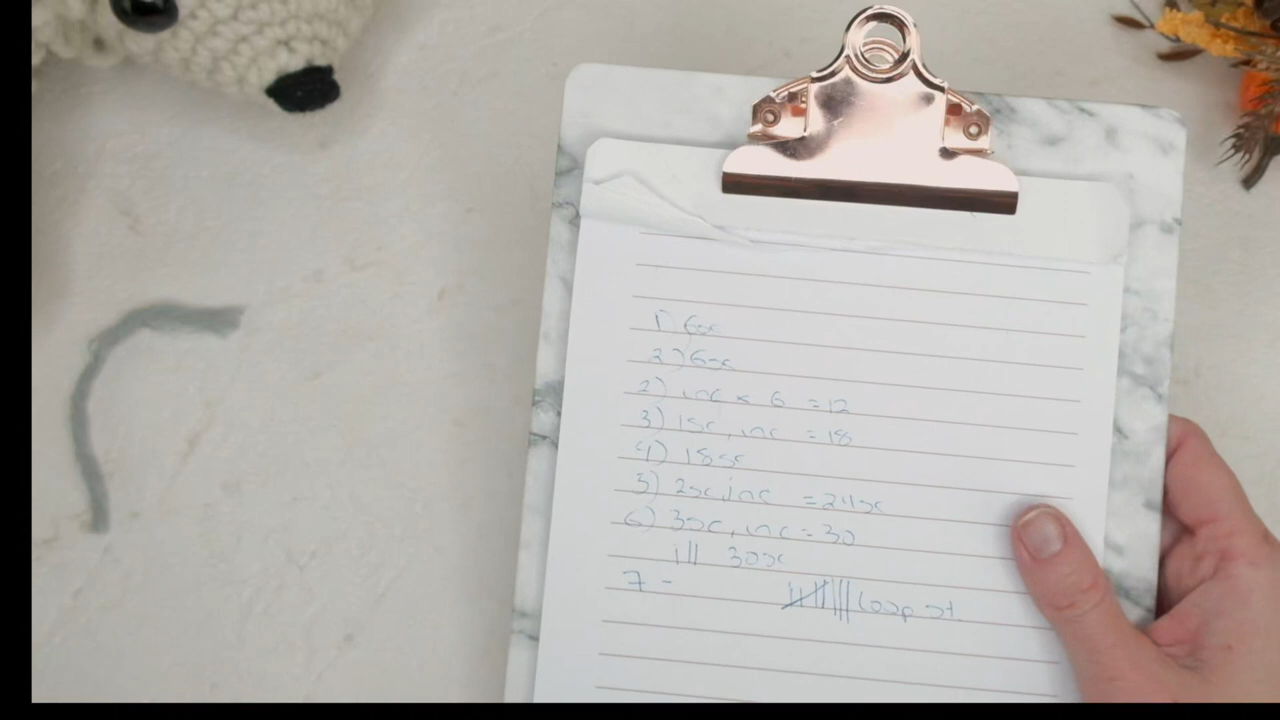 1) 6sc
2) 6sc
2) inc x 6 = 12
3) 1sc, inc = 18
4) 18sc
5) 2sc, inc = 24sc
6) 3sc, inc = 30
30sc
7 -
loop st.